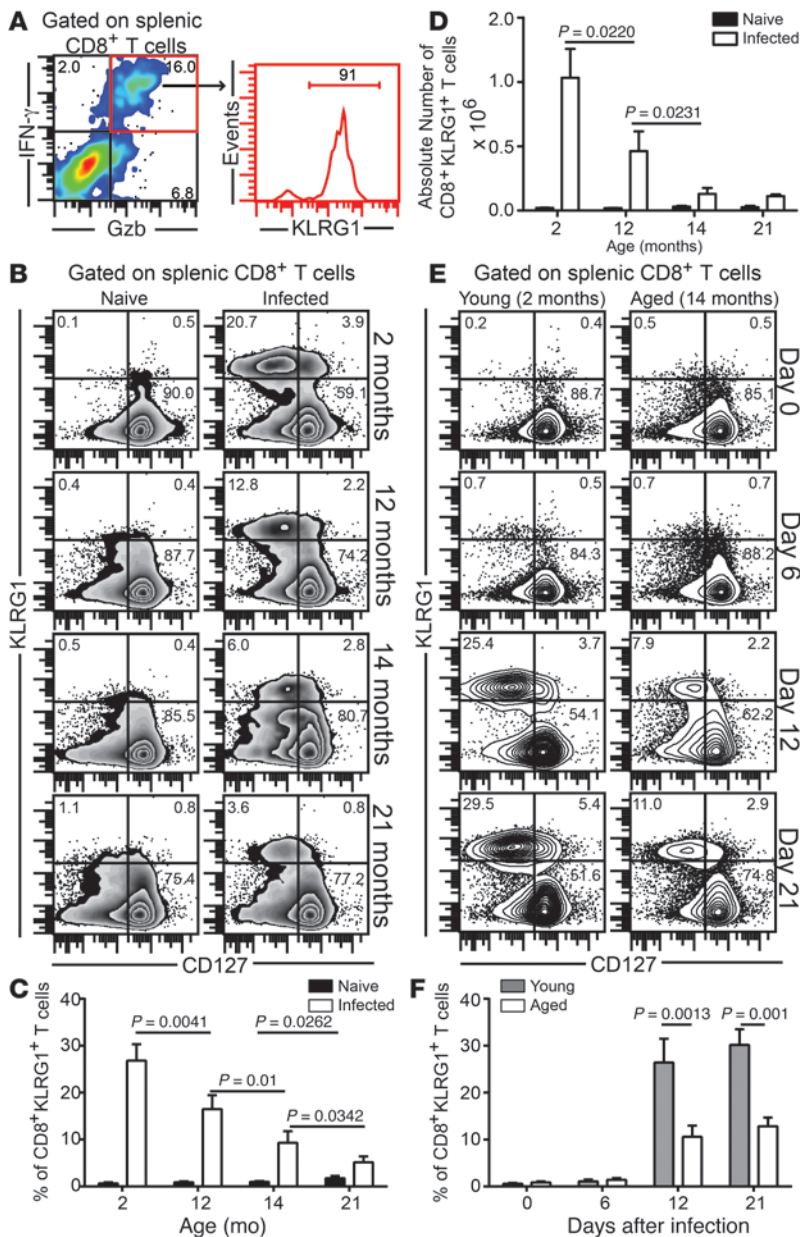 A
Gated on splenic
CD8+ T cells
2.0
16.0
6.8
IFN-γ
Gzb
91
Events
KLRG1
D
Naive
Infected
P = 0.0220
P = 0.0231
Absolute Number of
CD8+KLRG1+ T cells
x 10^6
2.0
1.0
0.5
0
2
12
14
21
Age (months)
B
Gated on splenic CD8+ T cells
Naive
Infected
0.1
0.5
90.0
20.7
3.9
59.1
2 months
0.4
0.4
87.7
12.8
2.2
74.2
12 months
0.5
0.4
85.5
6.0
2.8
80.7
14 months
1.1
0.8
75.4
3.6
0.8
77.2
21 months
KLRG1
CD127
E
Gated on splenic CD8+ T cells
Young (2 months)
Aged (14 months)
0.2
0.4
88.7
0.5
0.5
85.1
Day 0
0.7
0.5
84.3
0.7
0.7
88.2
Day 6
25.4
3.7
54.1
7.9
2.2
62.2
Day 12
29.5
5.4
51.6
11.0
2.9
74.8
Day 21
KLRG1
CD127
C
Naive
Infected
P = 0.0041
P = 0.0262
P = 0.01
P = 0.0342
% of CD8+KLRG1+ T cells
40
30
20
10
0
2
12
14
21
Age (mo)
F
Young
Aged
P = 0.0013
P = 0.001
% of CD8+KLRG1+ T cells
40
30
20
10
0
0
6
12
21
Days after infection